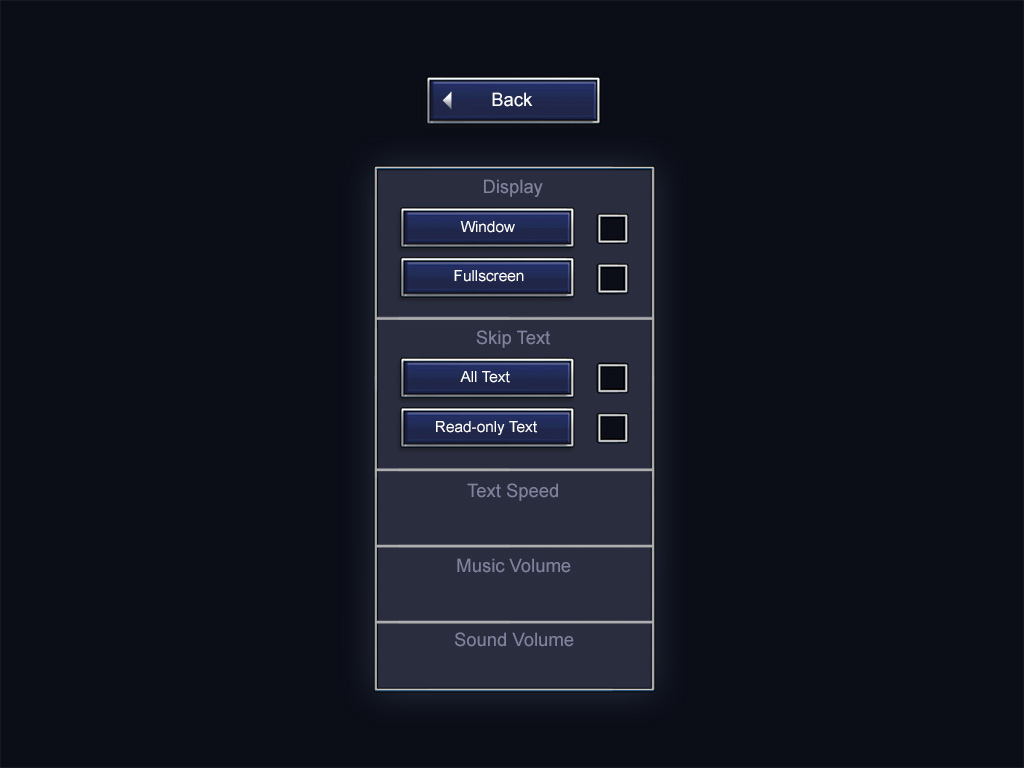 Back
Display
Window
Fullscreen
Skip Text
All Text
Read-only Text
Text Speed
Music Volume
Sound Volume